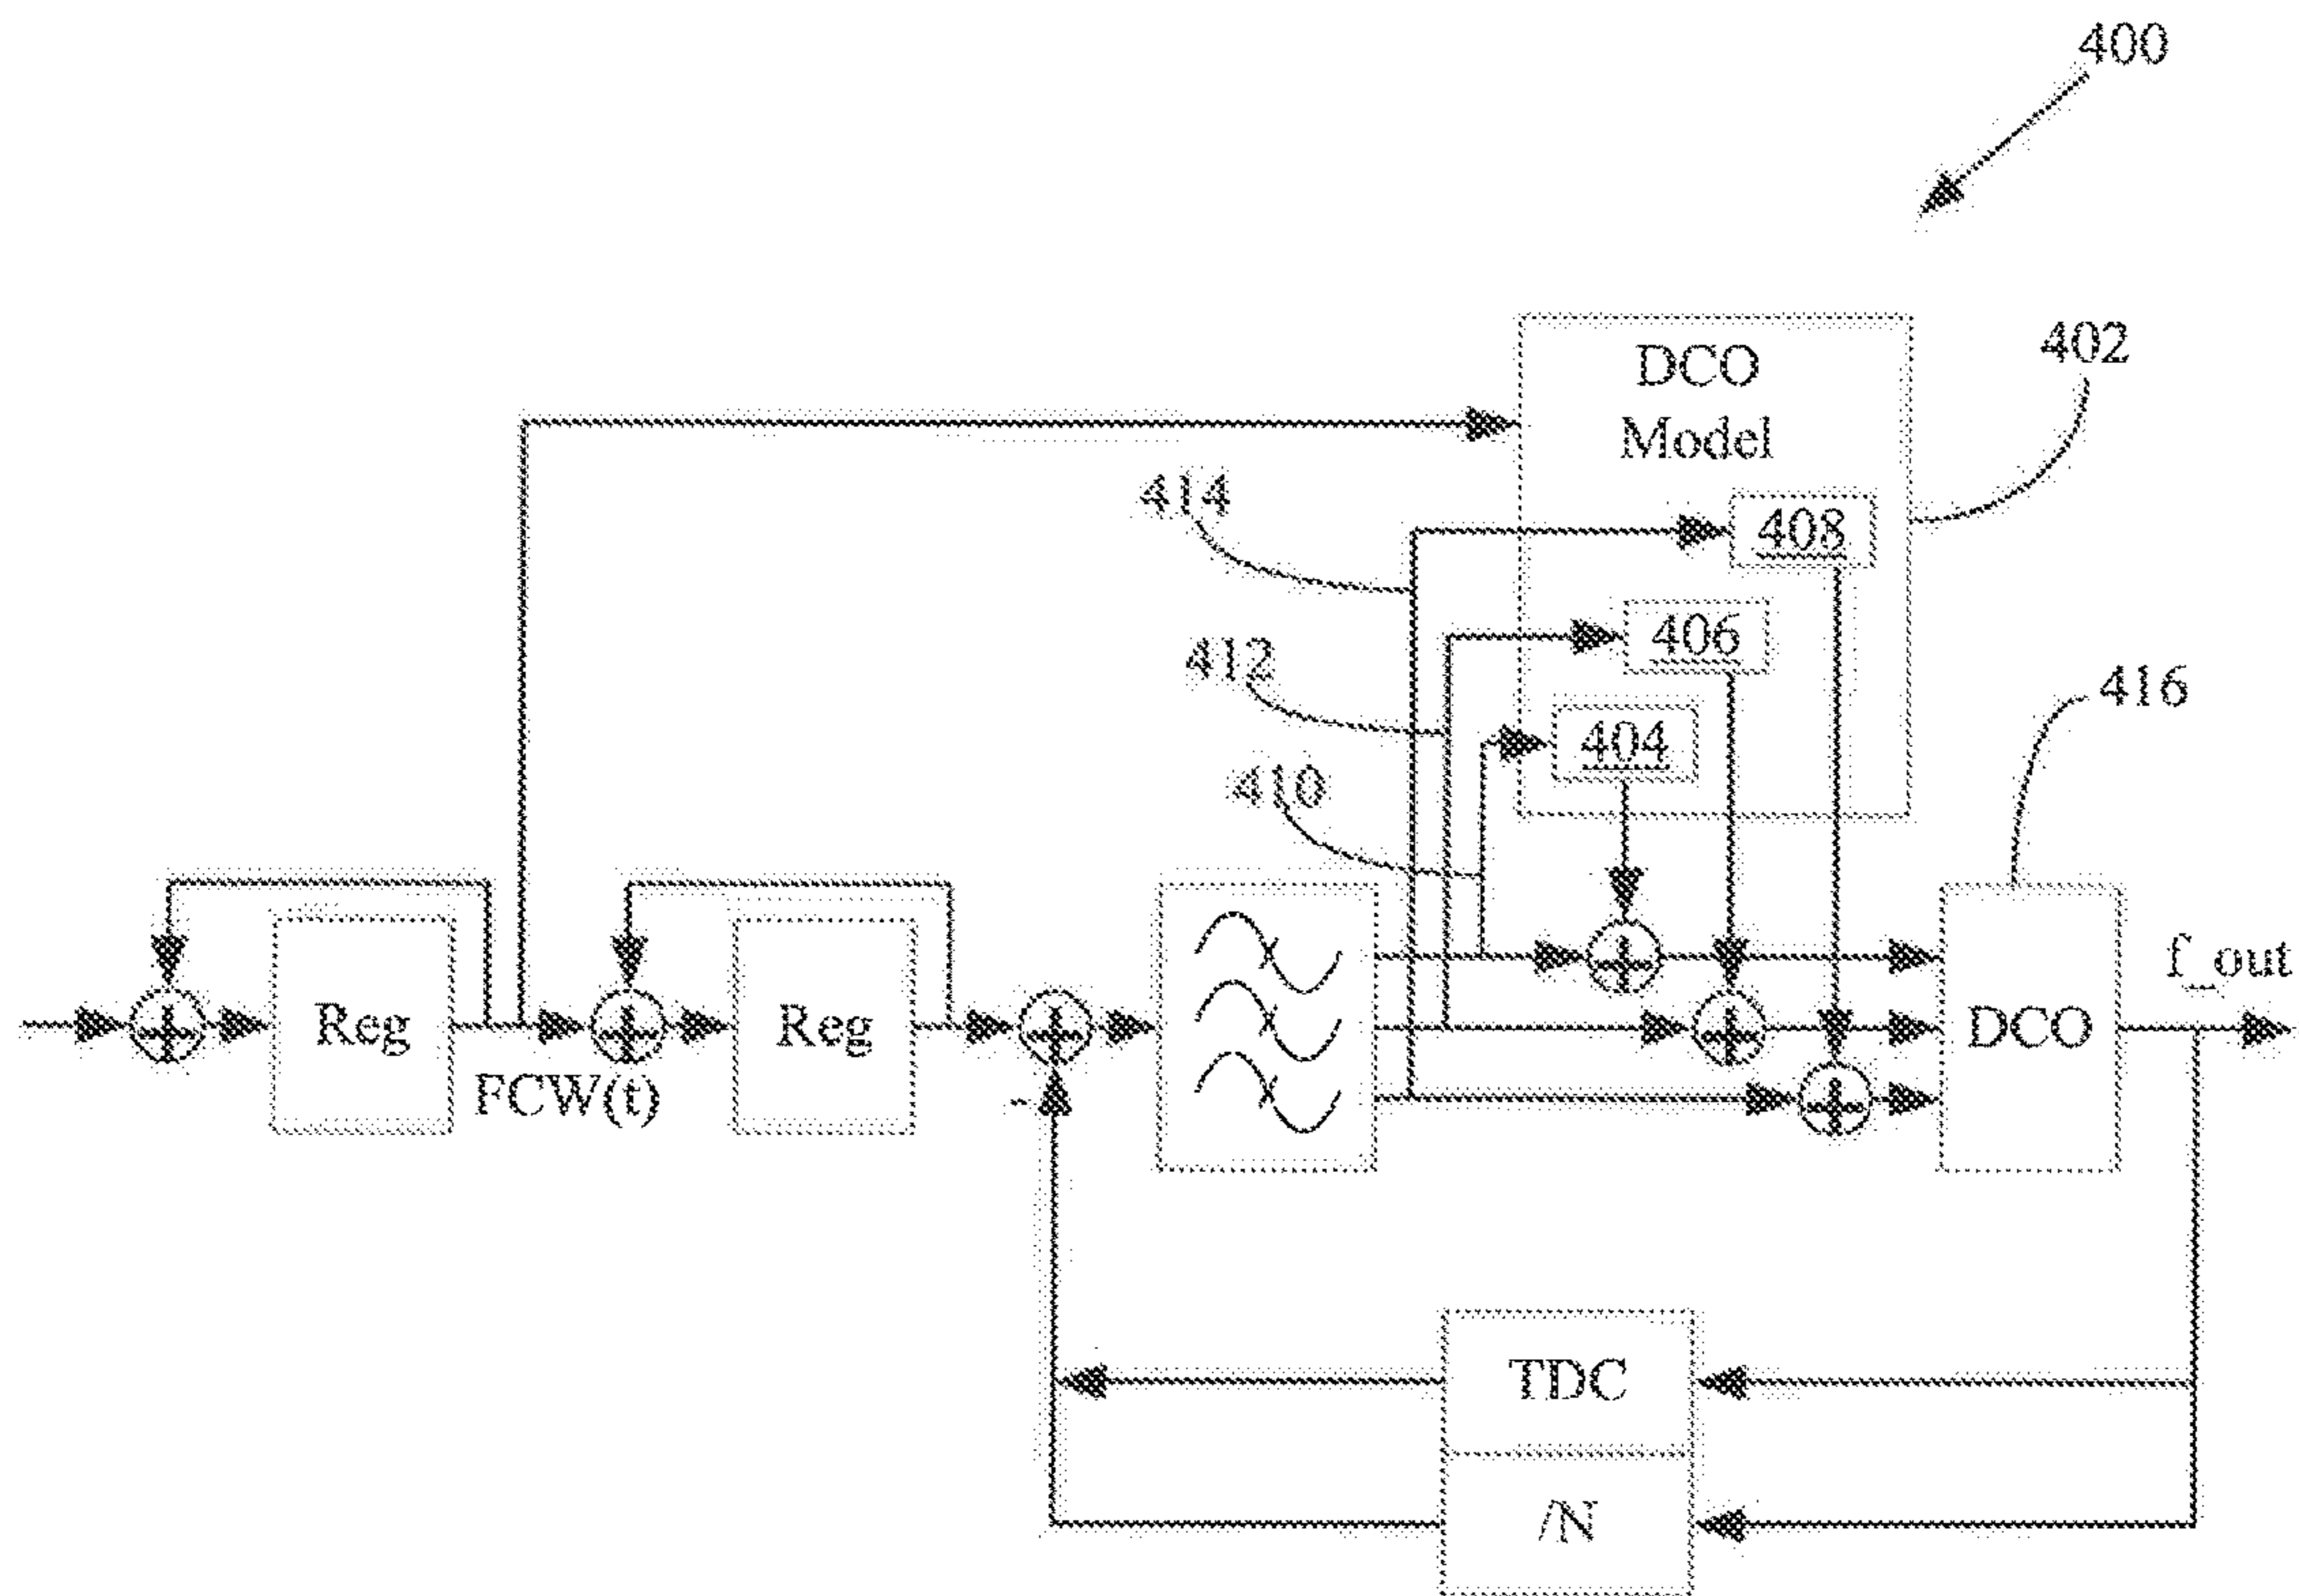 400
DCO
Model
402
414
408
412
406
416
404
410
f_out
Reg
Reg
DCO
FCW(t)
-
TDC
/N